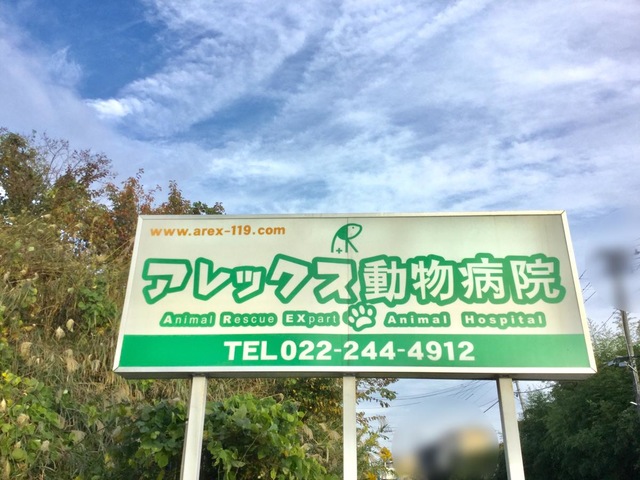 www.arex-119.com
アレックス動物病院
Animal Rescue EXpart Animal Hospital
TEL022-244-4912